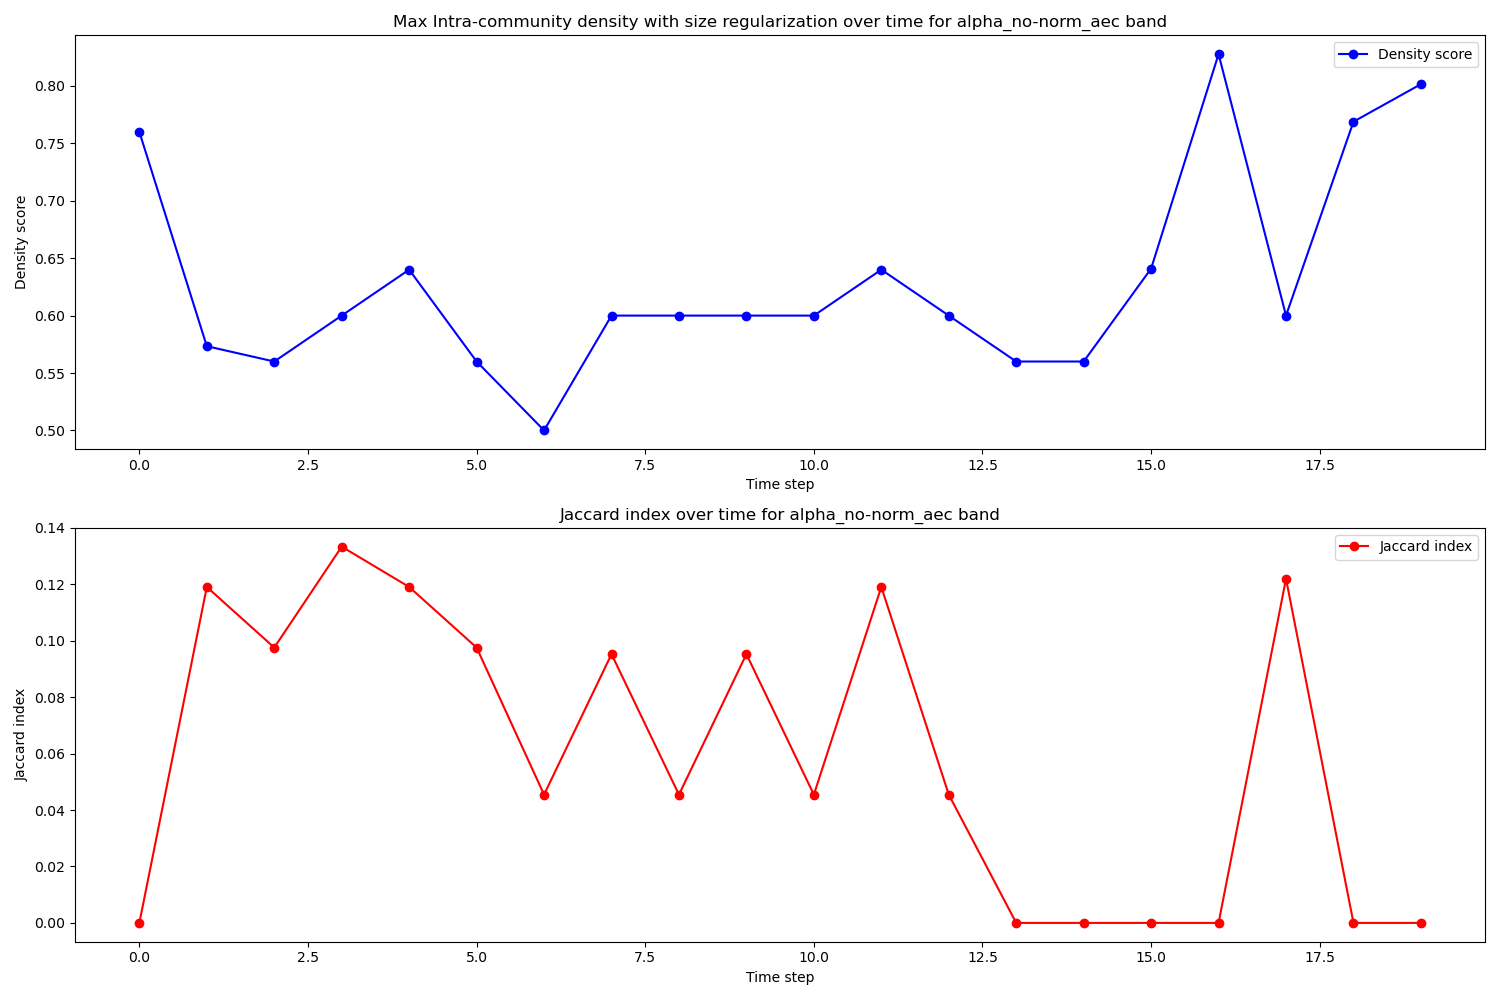 Max Intra-community density with size regularization over time for alpha_no-norm_aec band
Density score
0.80
0.75
0.70
0.65
0.60
0.55
0.50
Density score
0.0 2.5 5.0 7.5 10.0 12.5 15.0 17.5
Time step
Jaccard index over time for alpha_no-norm_aec band
Jaccard index
0.14
0.12
0.10
0.08
0.06
0.04
0.02
0.00
Jaccard index
0.0 2.5 5.0 7.5 10.0 12.5 15.0 17.5
Time step